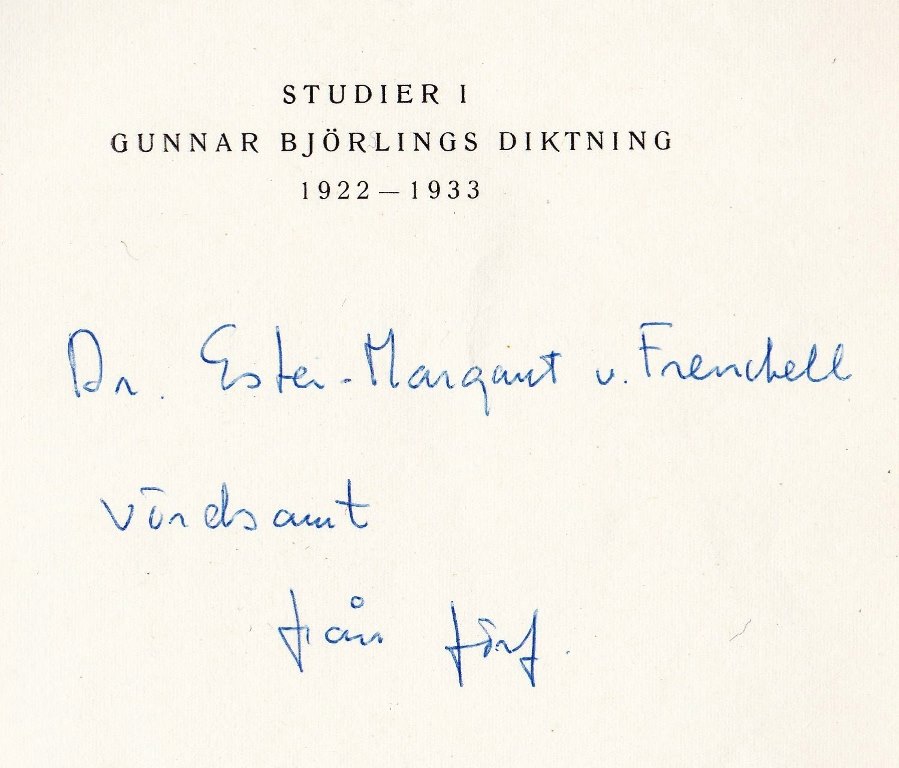 STUDIER I
GUNNAR BJÖRLINGS DIKTNING
1922—1933
Dr. Ester-Margaret v. Frenckell
vördsamt
från förf.